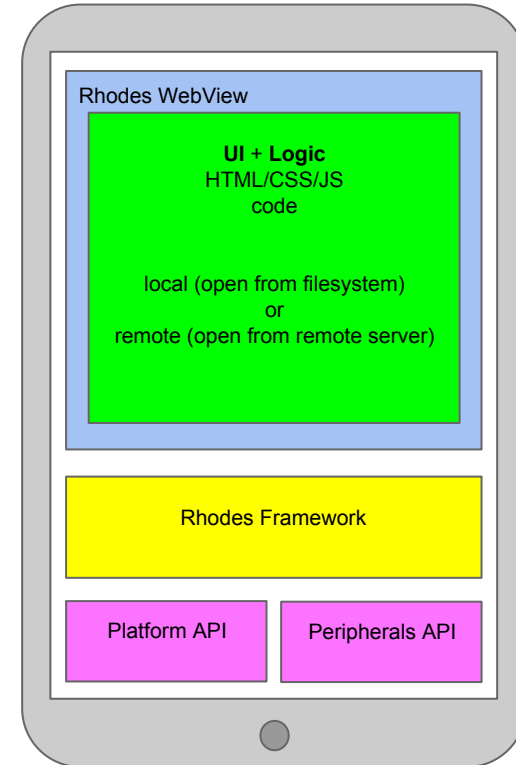 Rhodes WebView
UI + Logic
HTML/CSS/JS
code
local (open from filesystem)
or
remote (open from remote server)
Rhodes Framework
Platform API
Peripherals API